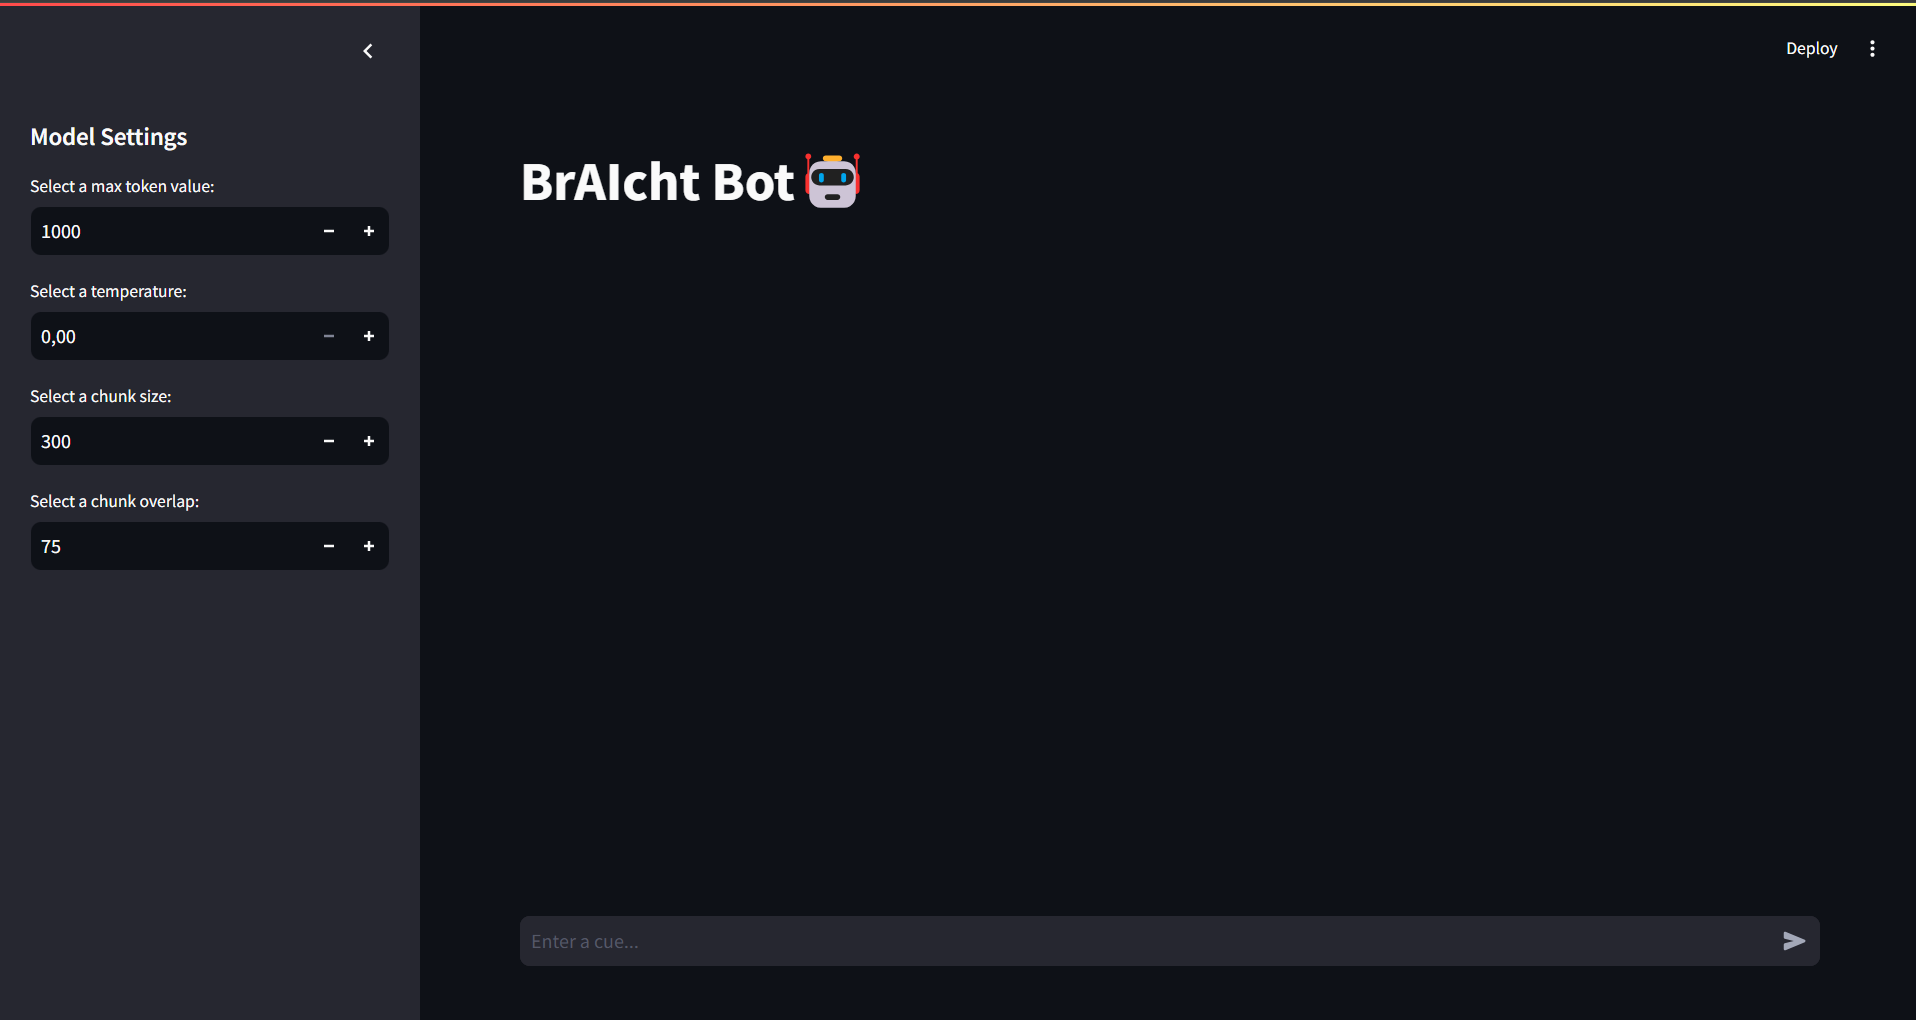 Deploy
Model Settings
Select a max token value:
1000
Select a temperature:
0,00
Select a chunk size:
300
Select a chunk overlap:
75
BrAIcht Bot
Enter a cue...